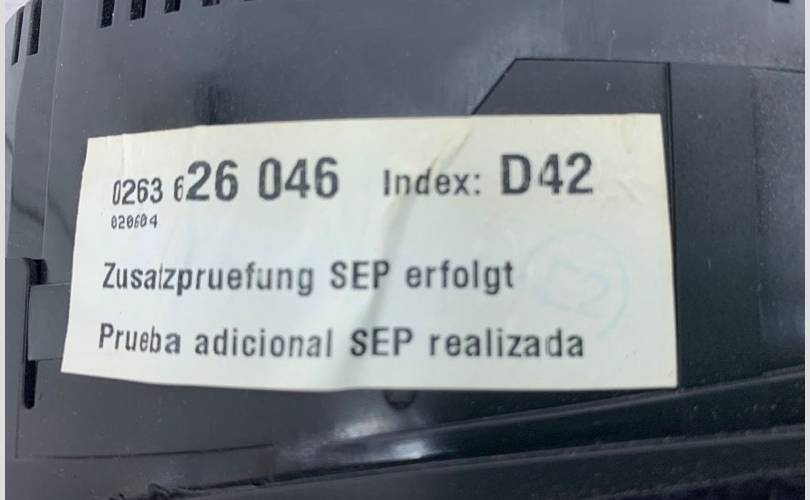 0263 626 046 Index: D42
020604
Zusatzpruefung SEP erfolgt
Prueba adicional SEP realizada